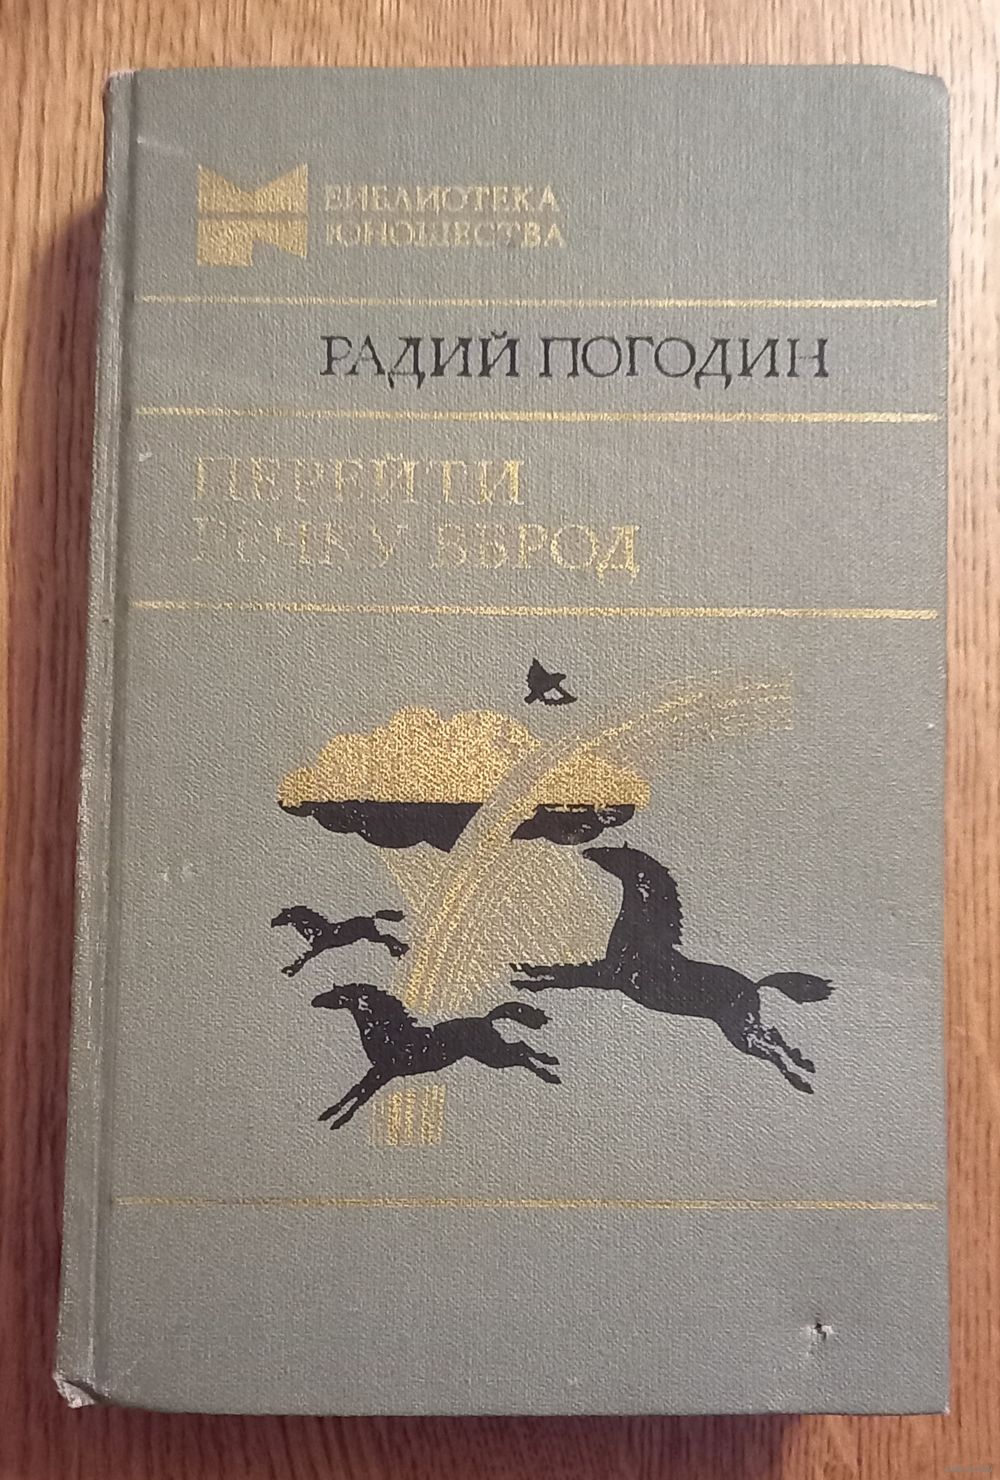 БИБЛИОТЕКА
ЮНОШЕСТВА
РАДИЙ ПОГОДИН
ПЕРЕЙТИ
РЕЧКУ ВБРОД